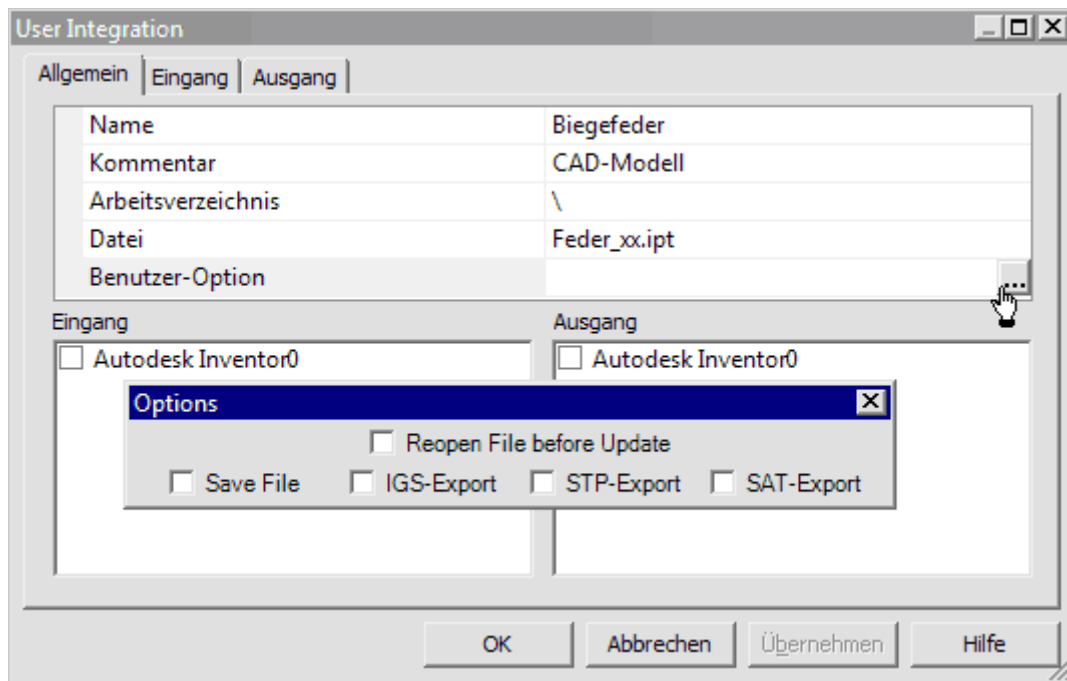 User Integration
Allgemein Eingang Ausgang
Name Biegefeder
Kommentar CAD-Modell
Arbeitsverzeichnis \
Datei Feder_xx.ipt
Benutzer-Option ...
Eingang Ausgang
Autodesk Inventor0 Autodesk Inventor0
Options
Reopen File before Update
Save File IGS-Export STP-Export SAT-Export
OK Abbrechen Übernehmen Hilfe